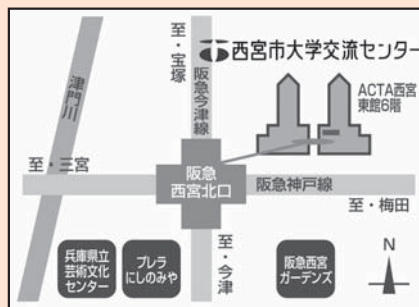 西宮市大学交流センター
至・宝塚
阪急今津線
津門川
ACTA西宮
東館6階
至・三宮
阪急
西宮北口
阪急神戸線
至・梅田
兵庫県立
芸術文化
センター
プレラ
にしのみや
至・今津
阪急西宮
ガーデンズ
N